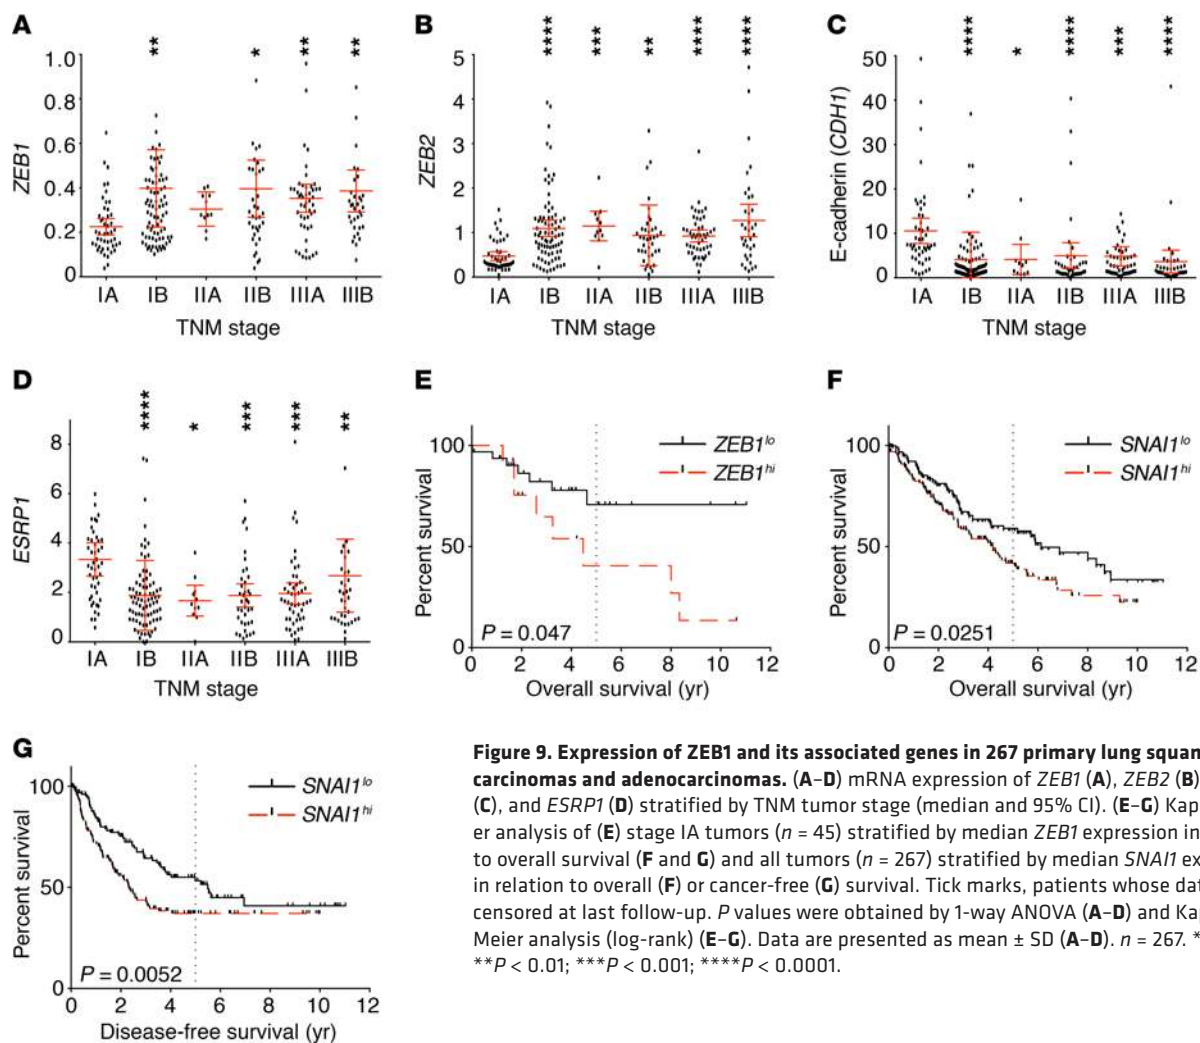 A
**
*
**
**
1.0
0.8
0.6
0.4
0.2
0
ZEB1
IA IB IIA IIB IIIA IIIB
TNM stage
B
****
***
**
****
****
5
4
3
2
1
0
ZEB2
IA IB IIA IIB IIIA IIIB
TNM stage
C
****
*
****
***
****
50
40
30
20
10
0
E-cadherin (CDH1)
IA IB IIA IIB IIIA IIIB
TNM stage
D
****
*
***
***
**
8
6
4
2
0
ESRP1
IA IB IIA IIB IIIA IIIB
TNM stage
E
100
50
0
Percent survival
ZEB1lo
ZEB1hi
P = 0.047
0 2 4 6 8 10 12
Overall survival (yr)
F
100
50
0
Percent survival
SNAI1lo
SNAI1hi
P = 0.0251
0 2 4 6 8 10 12
Overall survival (yr)
G
100
50
0
Percent survival
SNAI1lo
SNAI1hi
P = 0.0052
0 2 4 6 8 10 12
Disease-free survival (yr)
Figure 9. Expression of ZEB1 and its associated genes in 267 primary lung squam
carcinomas and adenocarcinomas. (A–D) mRNA expression of ZEB1 (A), ZEB2 (B)
(C), and ESRP1 (D) stratified by TNM tumor stage (median and 95% CI). (E–G) Kap
er analysis of (E) stage IA tumors (n = 45) stratified by median ZEB1 expression in
to overall survival (F and G) and all tumors (n = 267) stratified by median SNAI1 ex
in relation to overall (F) or cancer-free (G) survival. Tick marks, patients whose dat
censored at last follow-up. P values were obtained by 1-way ANOVA (A–D) and Kap
Meier analysis (log-rank) (E–G). Data are presented as mean ± SD (A–D). n = 267. *
**P < 0.01; ***P < 0.001; ****P < 0.0001.